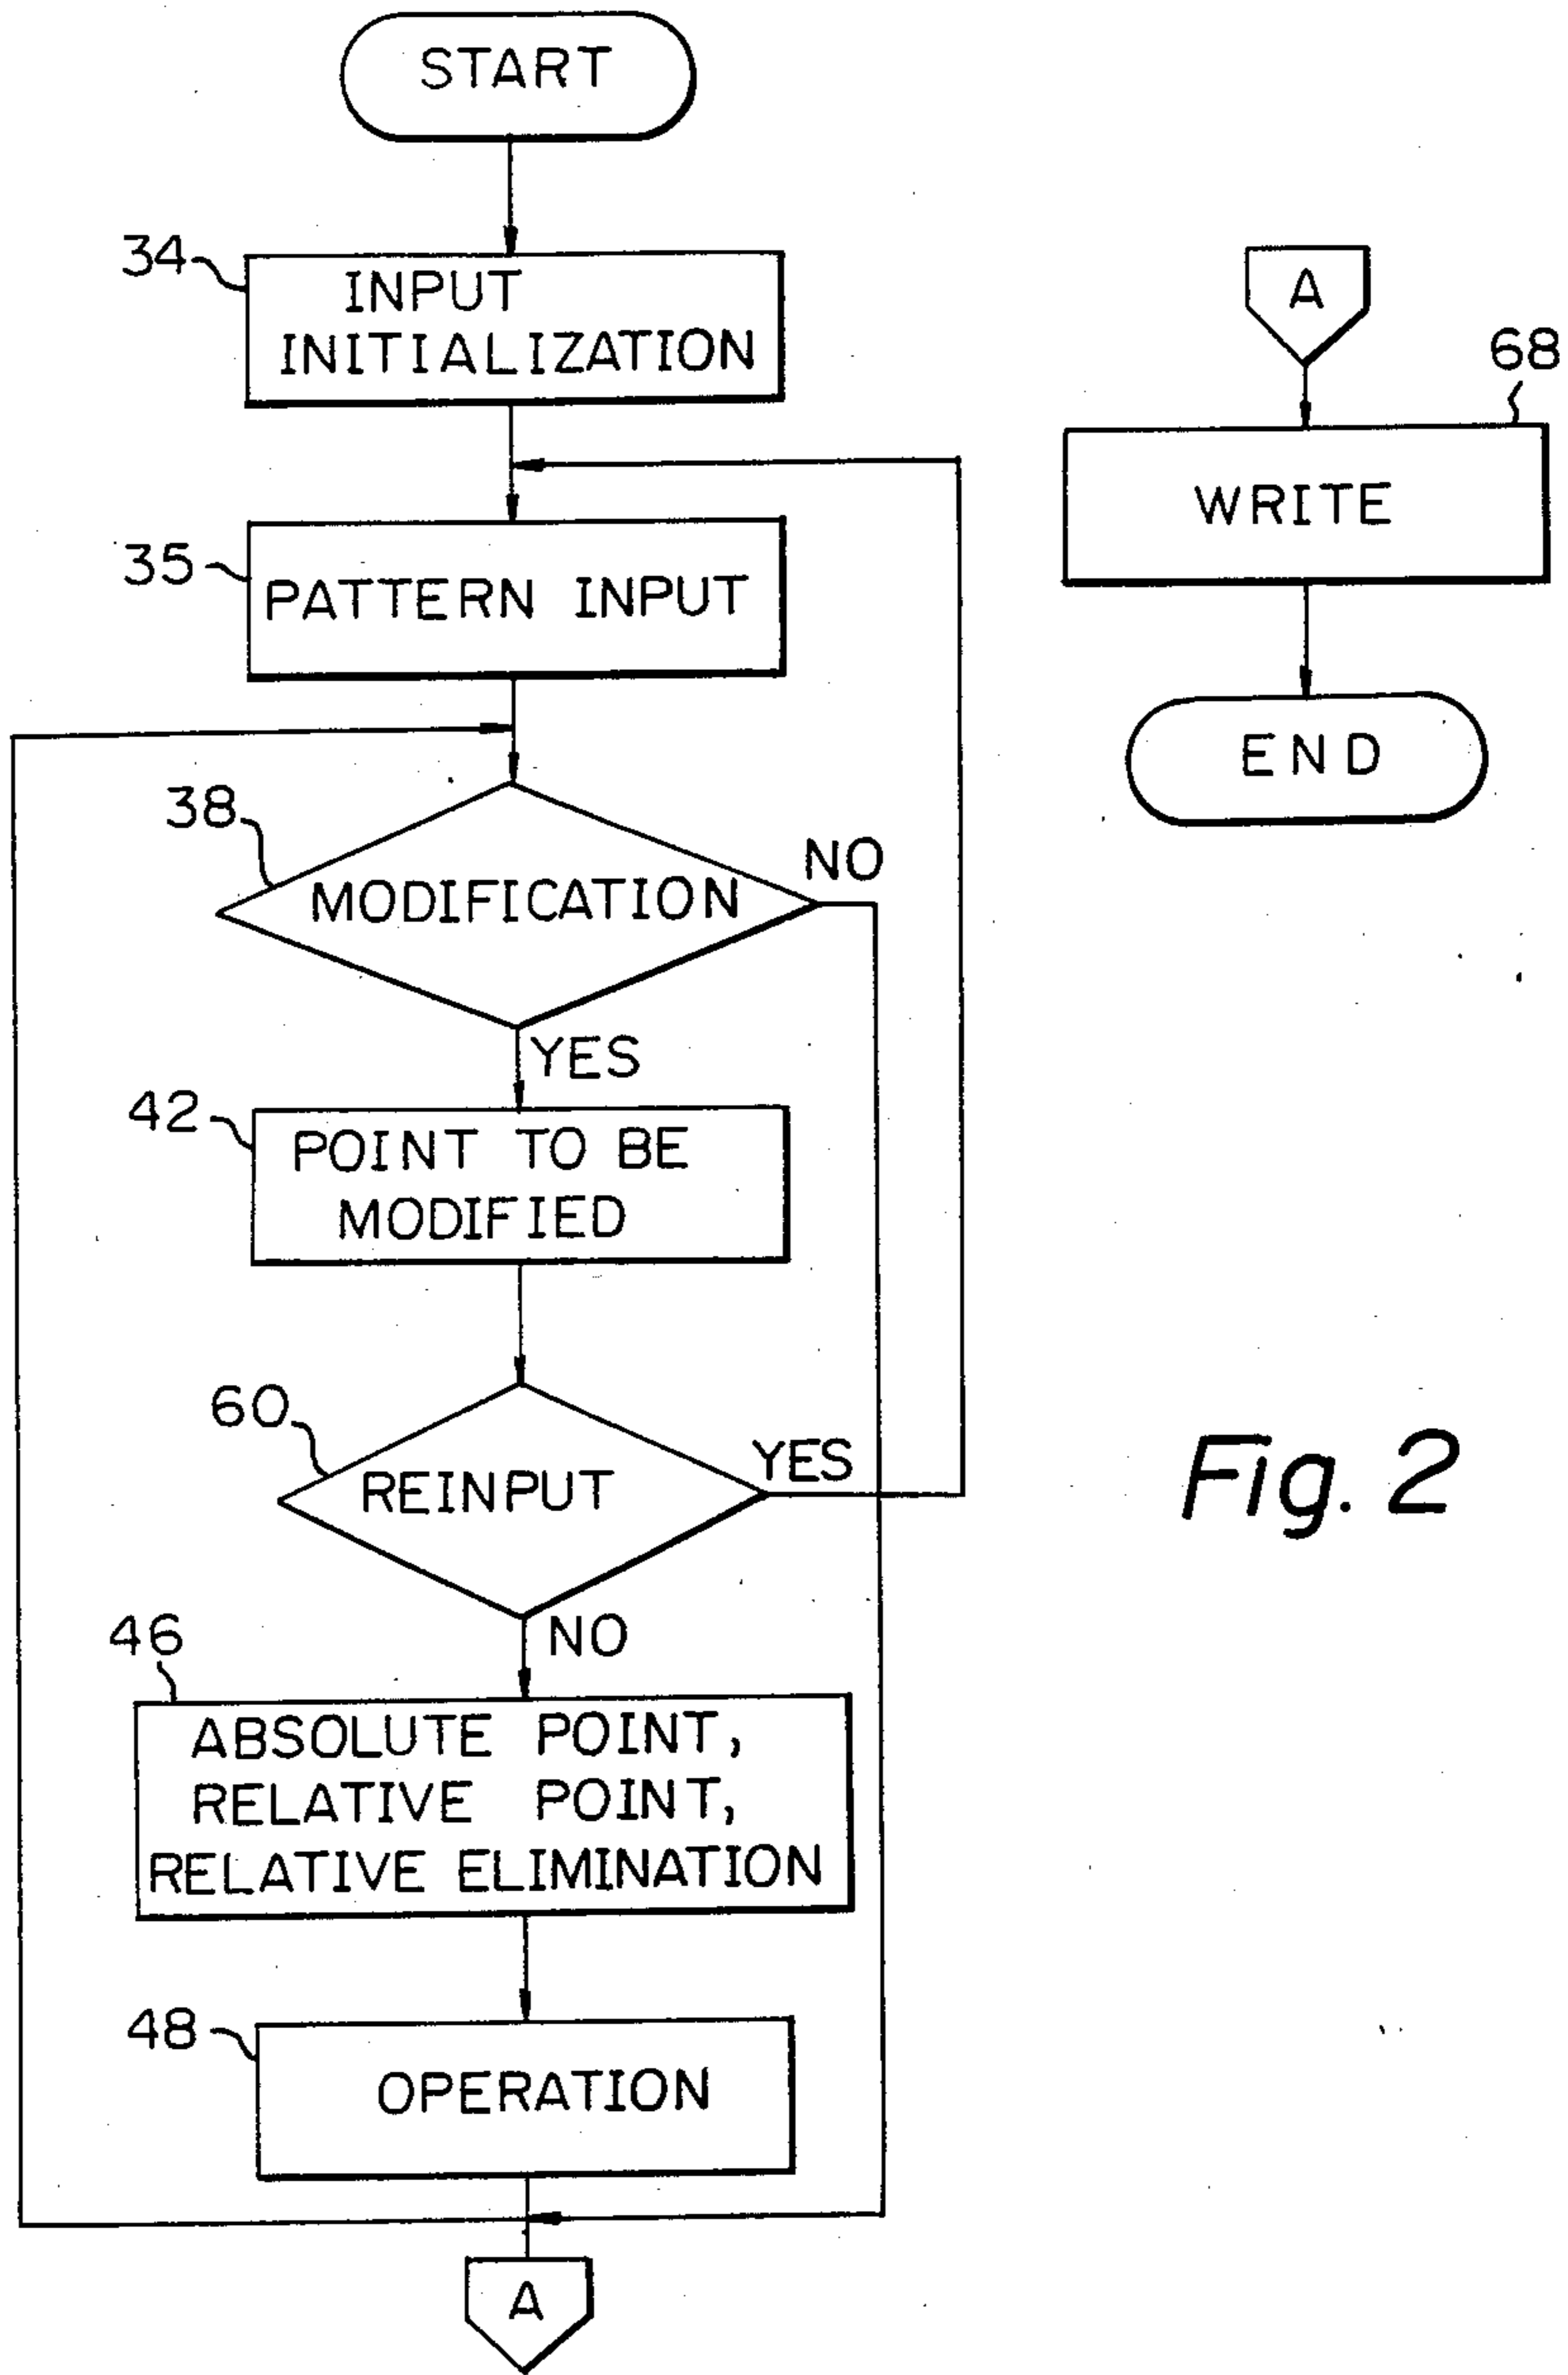 START
34
INPUT
INITIALIZATION
35
PATTERN INPUT
38
MODIFICATION
NO
YES
42
POINT TO BE
MODIFIED
60
REINPUT
YES
NO
46
ABSOLUTE POINT,
RELATIVE POINT,
RELATIVE ELIMINATION
48
OPERATION
A
A
68
WRITE
END
Fig. 2